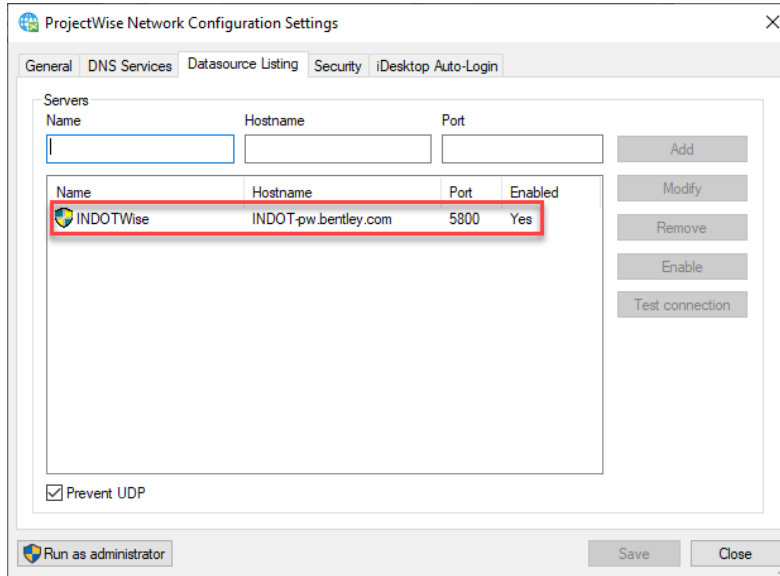 ProjectWise Network Configuration Settings
General DNS Services Datasource Listing Security iDesktop Auto-Login
Servers
Name Hostname Port
Add
Name Hostname Port Enabled
Modify
INDOTWise INDOT-pw.bentley.com 5800 Yes
Remove
Enable
Test connection
Prevent UDP
Run as administrator Save Close